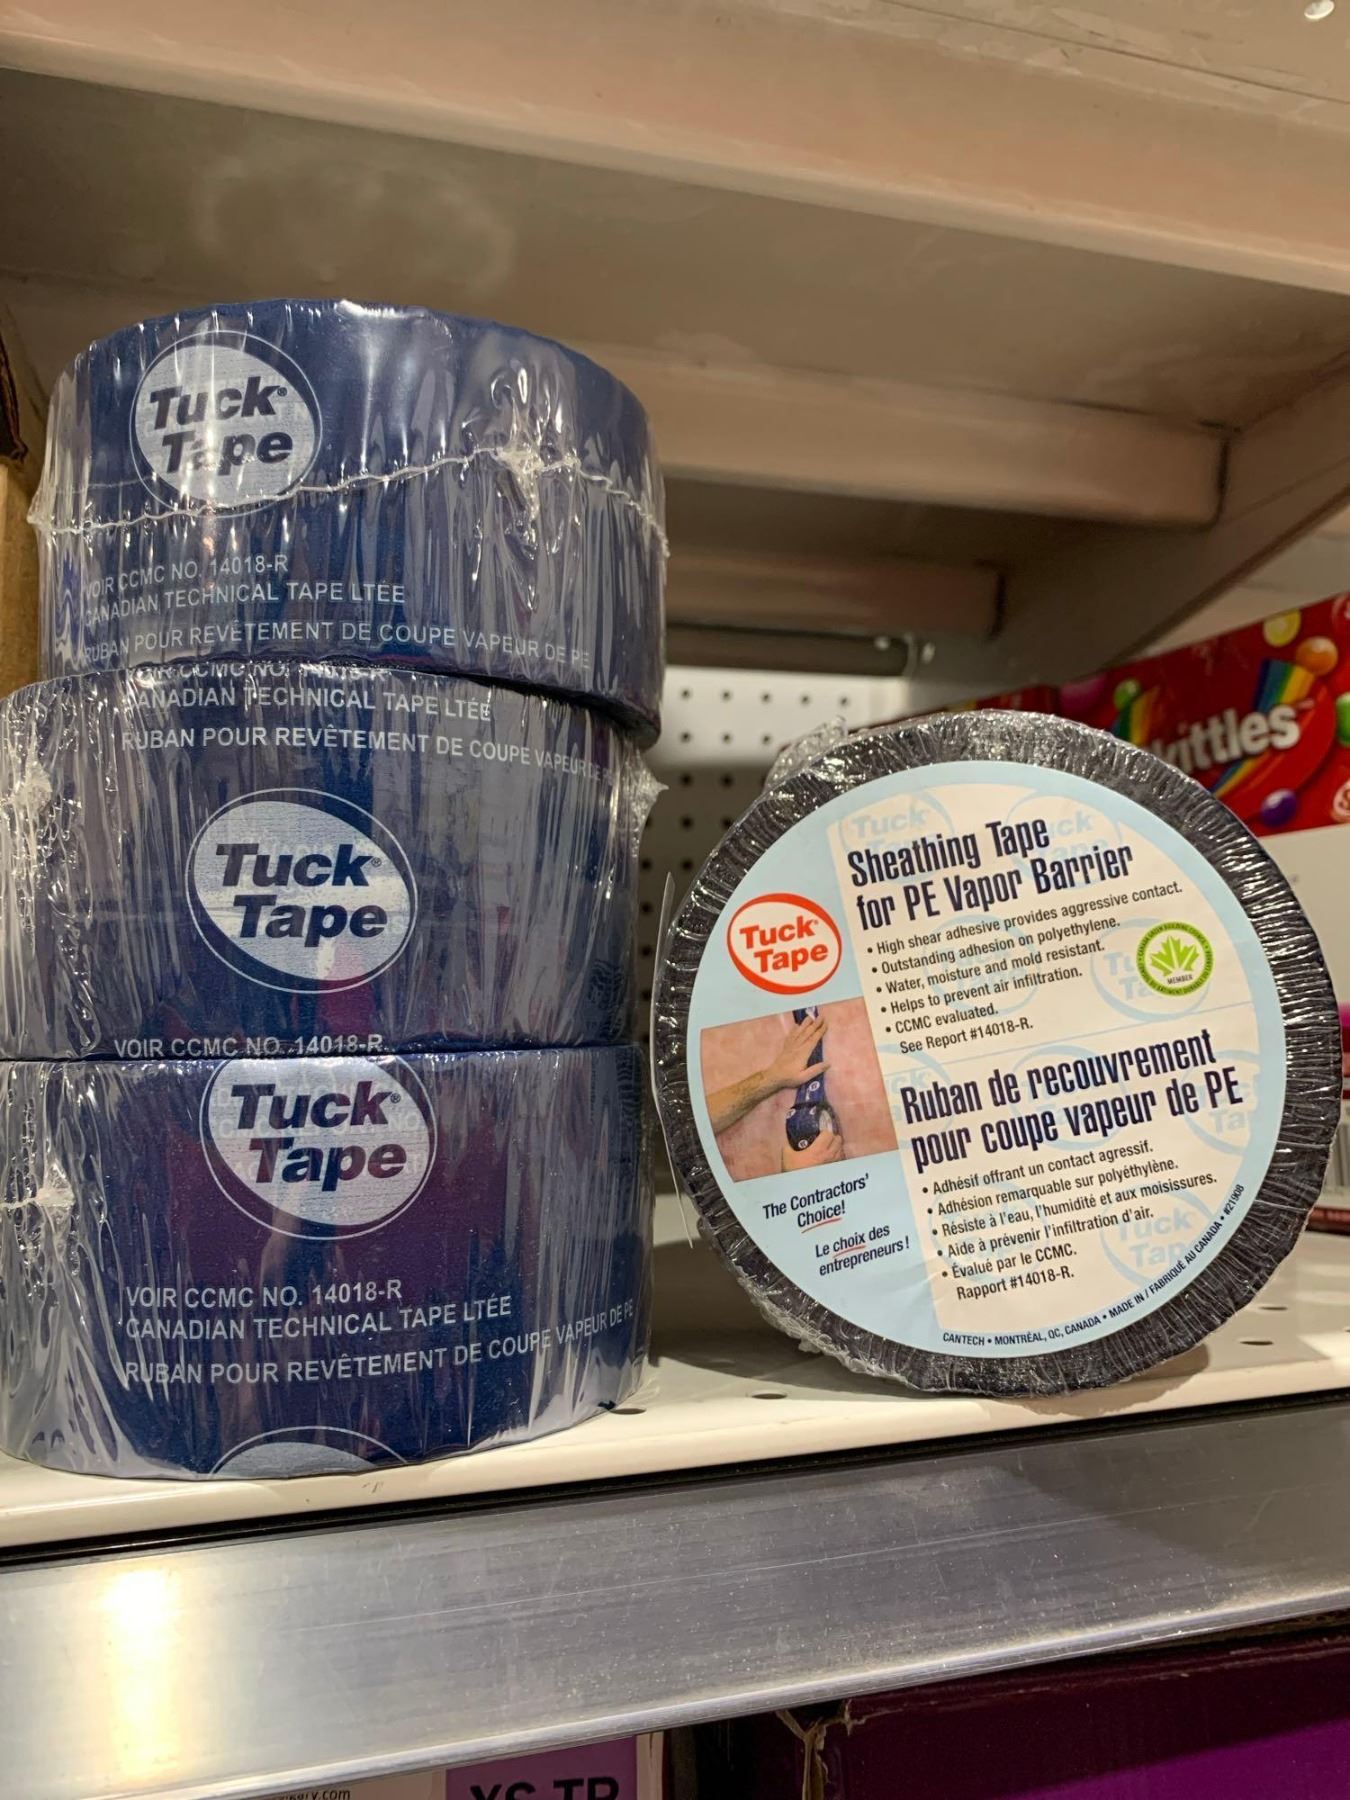 Tuck®
Tape
VOIR CCMC NO. 14018-R
CANADIAN TECHNICAL TAPE LTÉE
RUBAN POUR REVÊTEMENT DE COUPE VAPEUR DE PE
CANADIAN TECHNICAL TAPE LTÉE
RUBAN POUR REVÊTEMENT DE COUPE VAPEUR DE PE
Tuck®
Tape
VOIR CCMC NO. 14018-R
Tuck®
Tape
VOIR CCMC NO. 14018-R
CANADIAN TECHNICAL TAPE LTÉE
RUBAN POUR REVÊTEMENT DE COUPE VAPEUR DE PE
Sheathing Tape
for PE Vapor Barrier
• High shear adhesive provides aggressive contact.
• Outstanding adhesion on polyethylene.
• Water, moisture and mold resistant.
• Helps to prevent air infiltration.
• CCMC evaluated.
See Report #14018-R.
Tuck®
Tape
MEMBER
Ruban de recouvrement
pour coupe vapeur de PE
• Adhésif offrant un contact agressif.
• Adhésion remarquable sur polyéthylène.
• Résiste à l'eau, l'humidité et aux moisissures.
• Aide à prévenir l'infiltration d'air.
• Évalué par le CCMC.
Rapport #14018-R.
The Contractors'
Choice!
Le choix des
entrepreneurs!
CANTECH • MONTRÉAL, QC, CANADA • MADE IN / FABRIQUÉ AU CANADA • #21908
kittles